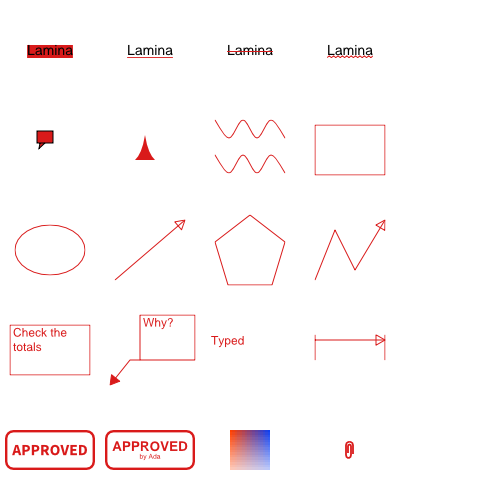 Lamina
Lamina
Lamina
Lamina
Check the
totals
Why?
Typed
APPROVED
APPROVED
by Ada